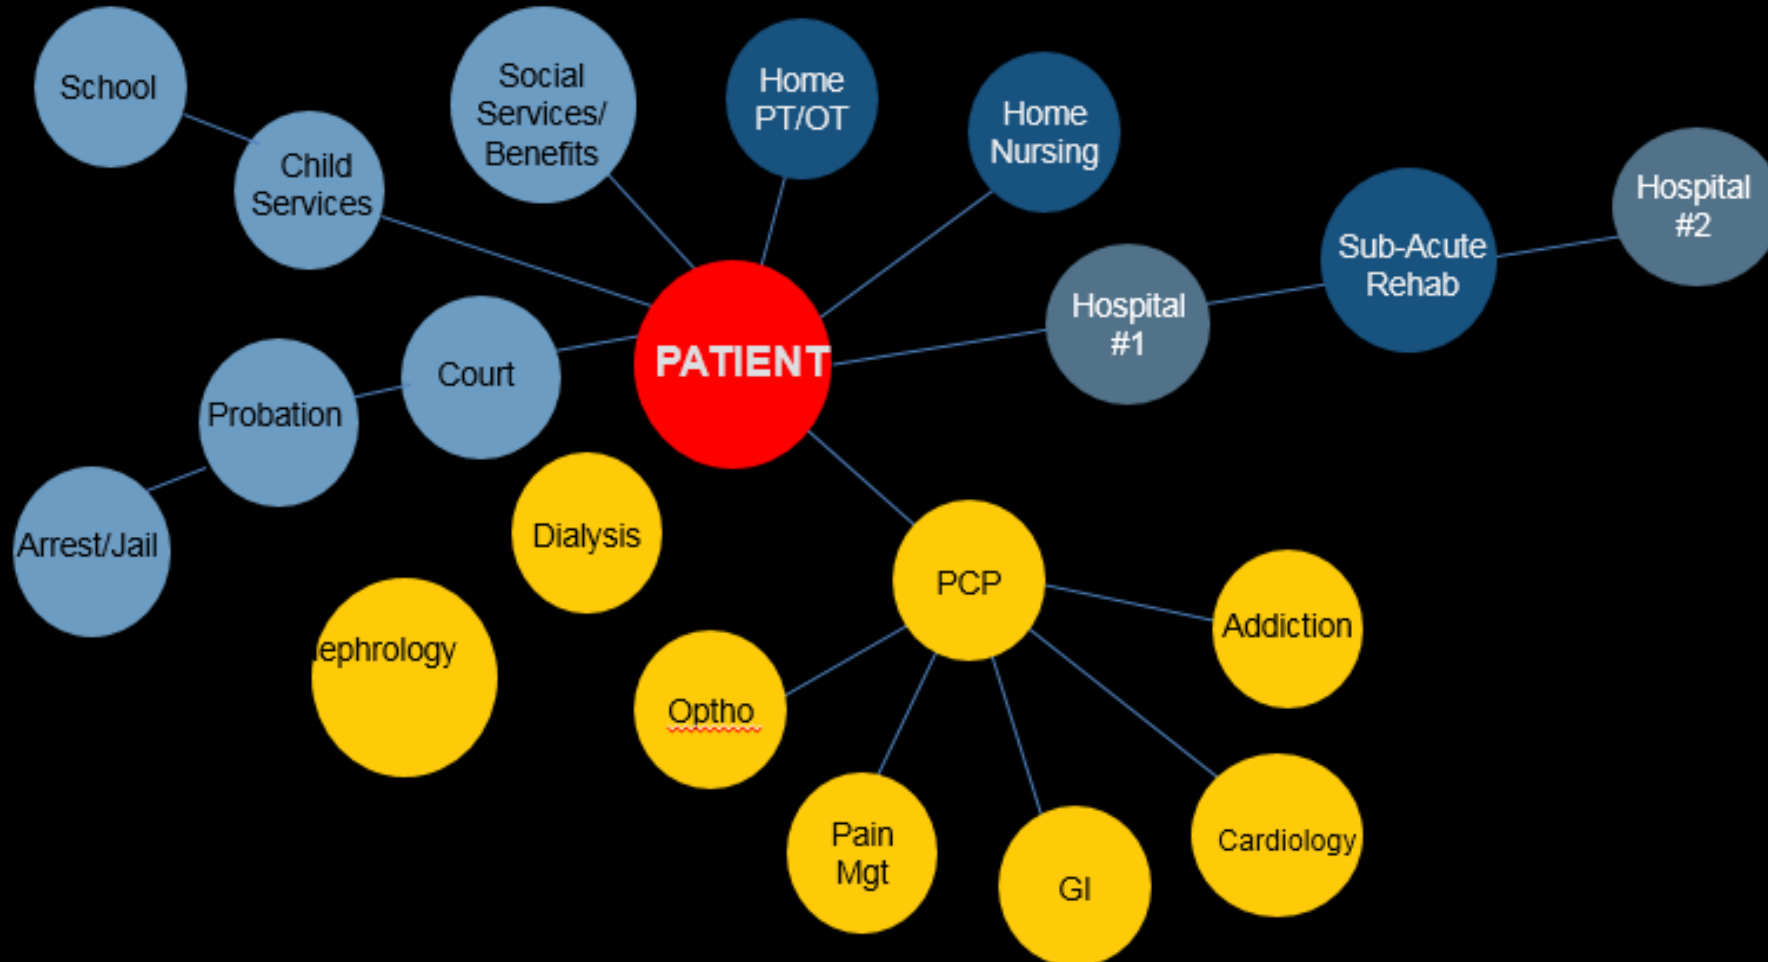 School
Child
Services
Social
Services/
Benefits
Home
PT/OT
Home
Nursing
Hospital
#2
Sub-Acute
Rehab
Hospital
#1
PATIENT
Court
Probation
Arrest/Jail
Dialysis
ephrology
PCP
Addiction
Optho
Pain
Mgt
GI
Cardiology